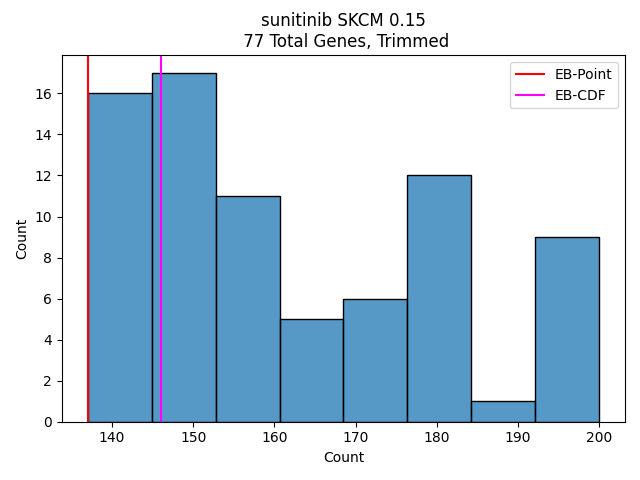 sunitinib SKCM 0.15
77 Total Genes, Trimmed
EB-Point
EB-CDF
Count
16
14
12
10
8
6
4
2
0
140 150 160 170 180 190 200
Count